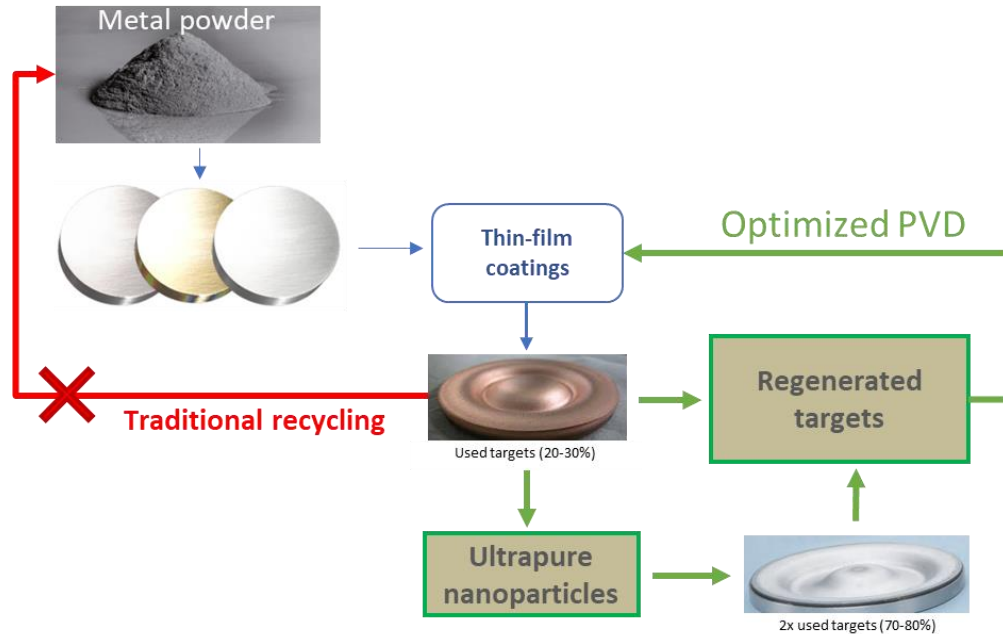 Metal powder
Thin-film
coatings
Optimized PVD
Traditional recycling
Used targets (20-30%)
Regenerated
targets
Ultrapure
nanoparticles
2x used targets (70-80%)